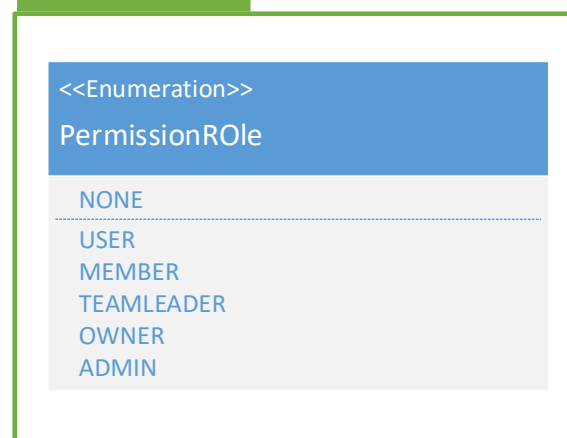 <<Enumeration>>
PermissionROle
NONE
USER
MEMBER
TEAMLEADER
OWNER
ADMIN